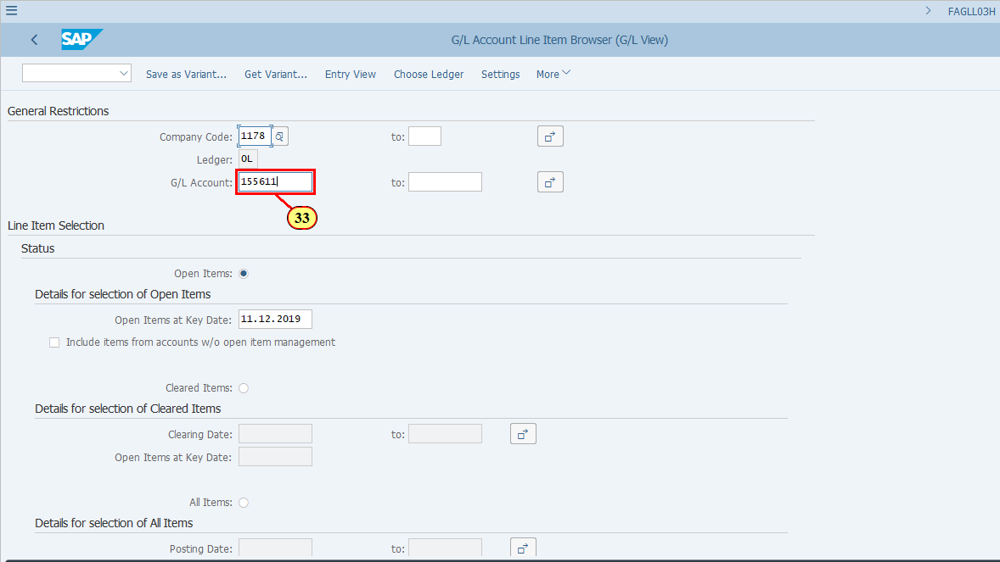 FAGLL03H
SAP G/L Account Line Item Browser (G/L View)
Save as Variant... Get Variant... Entry View Choose Ledger Settings More
General Restrictions
Company Code: 1178 to:
Ledger: 0L
G/L Account: 155611 to:
33
Line Item Selection
Status
Open Items:
Details for selection of Open Items
Open Items at Key Date: 11.12.2019
Include items from accounts w/o open item management
Cleared Items:
Details for selection of Cleared Items
Clearing Date: to:
Open Items at Key Date:
All Items:
Details for selection of All Items
Posting Date: to: